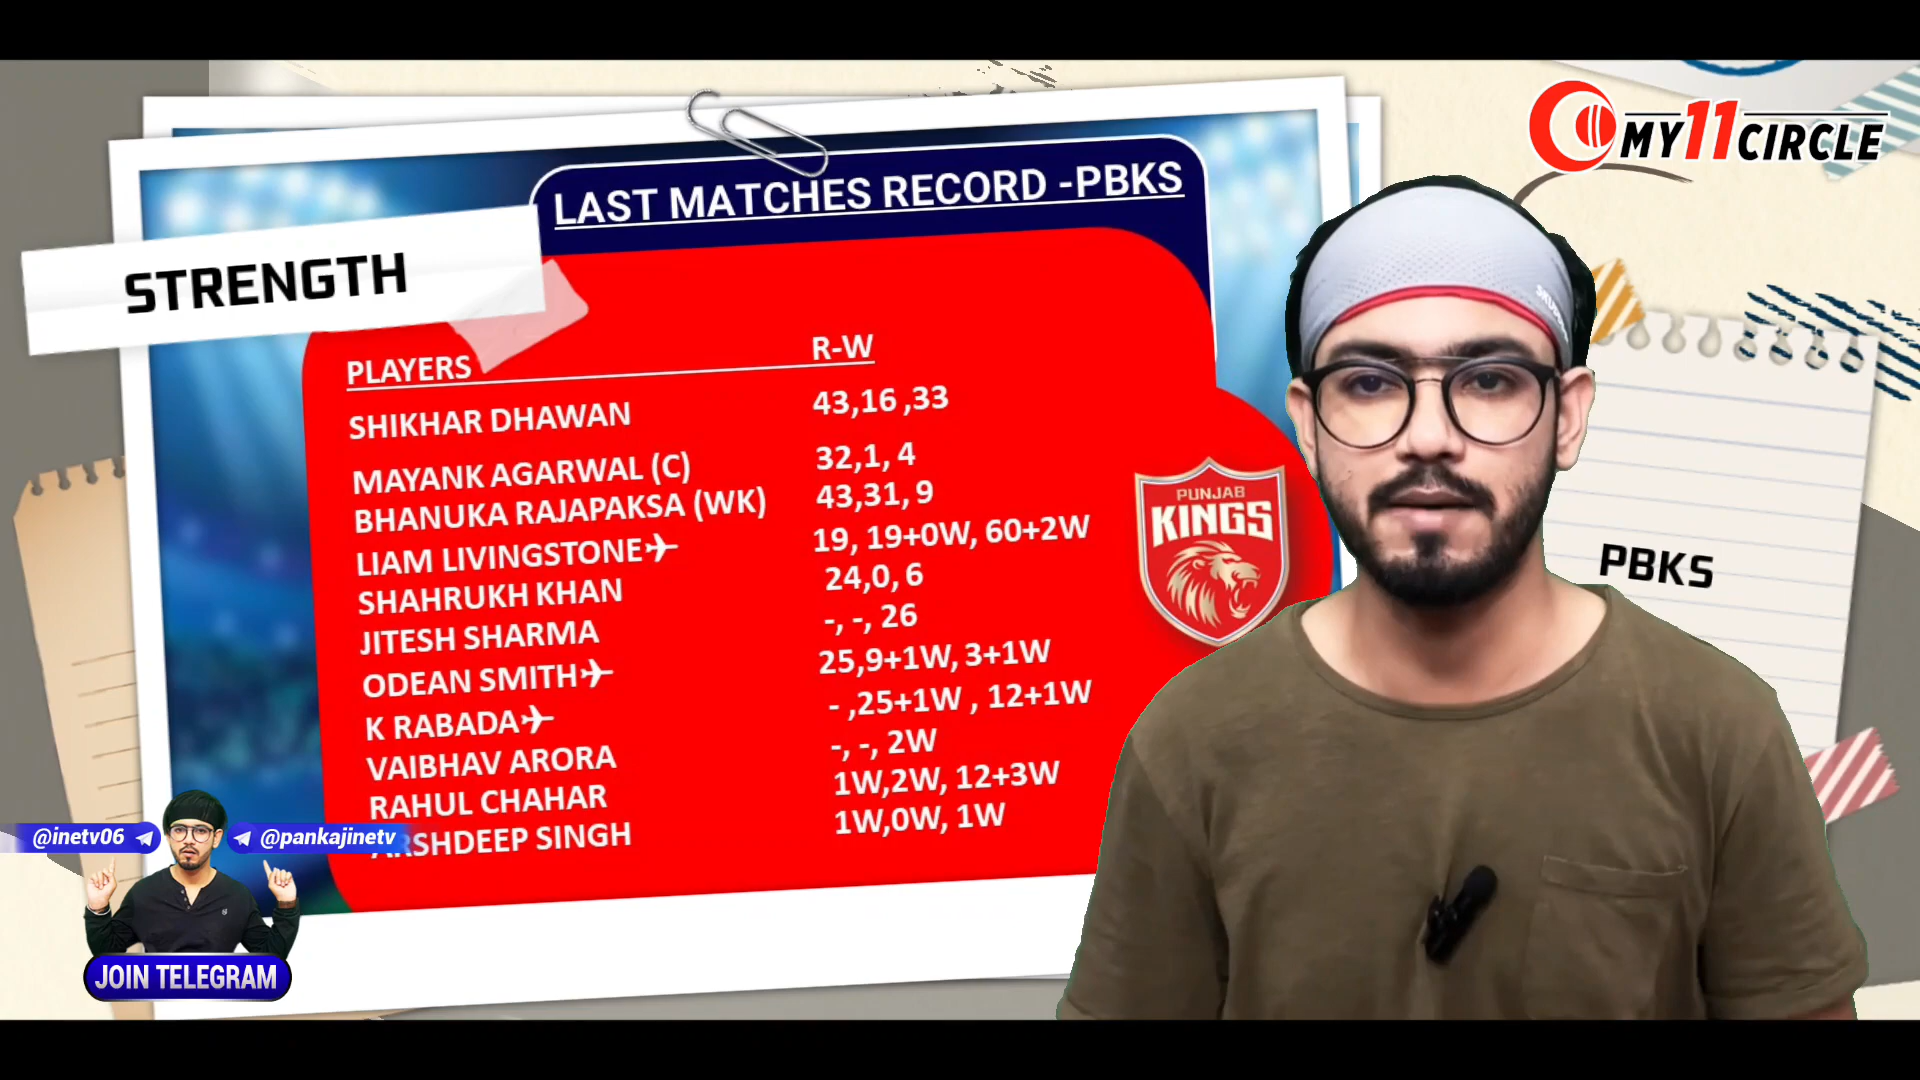 MY11CIRCLE
LAST MATCHES RECORD -PBKS
STRENGTH
PLAYERS R-W
SHIKHAR DHAWAN 43,16 ,33
MAYANK AGARWAL (C) 32,1, 4
BHANUKA RAJAPAKSA (WK) 43,31, 9
LIAM LIVINGSTONE✈ 19, 19+0W, 60+2W
SHAHRUKH KHAN 24,0, 6
JITESH SHARMA -, -, 26
ODEAN SMITH✈ 25,9+1W, 3+1W
K RABADA✈ - ,25+1W , 12+1W
VAIBHAV ARORA -, -, 2W
RAHUL CHAHAR 1W,2W, 12+3W
ARSHDEEP SINGH 1W,0W, 1W
PUNJAB
KINGS
PBKS
@inetv06 @pankajinetv
JOIN TELEGRAM